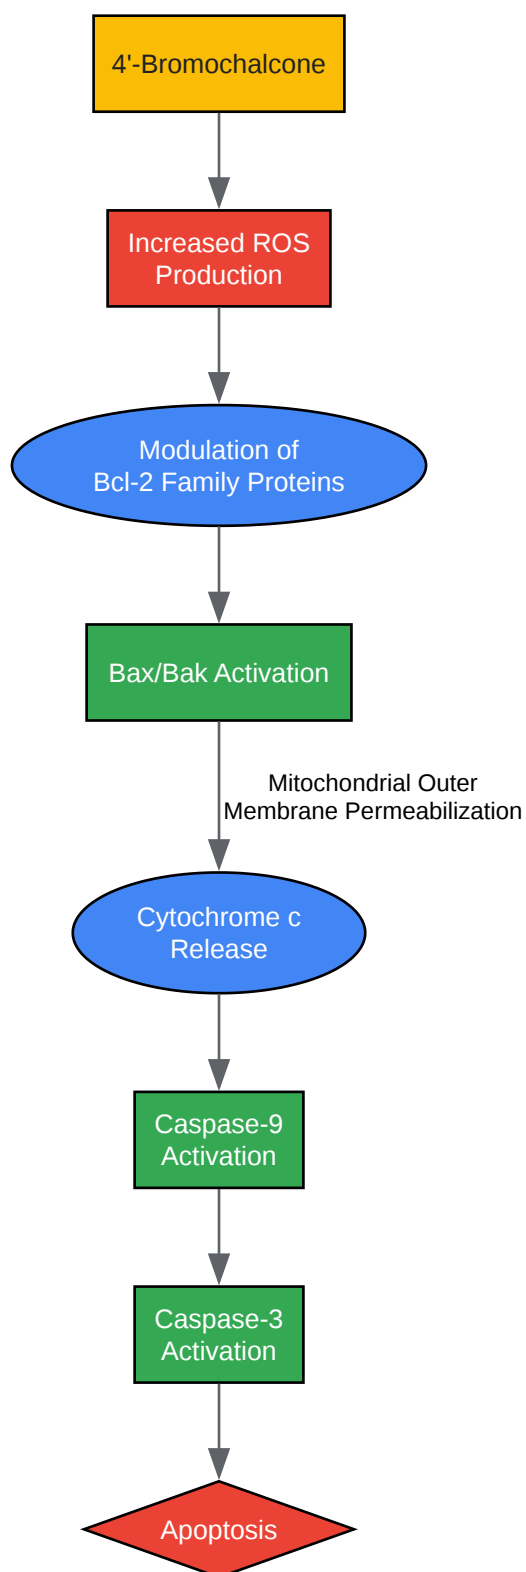 4'-Bromochalcone
Increased ROS
Production
Modulation of
Bcl-2 Family Proteins
Bax/Bak Activation
Mitochondrial Outer
Membrane Permeabilization
Cytochrome c
Release
Caspase-9
Activation
Caspase-3
Activation
Apoptosis